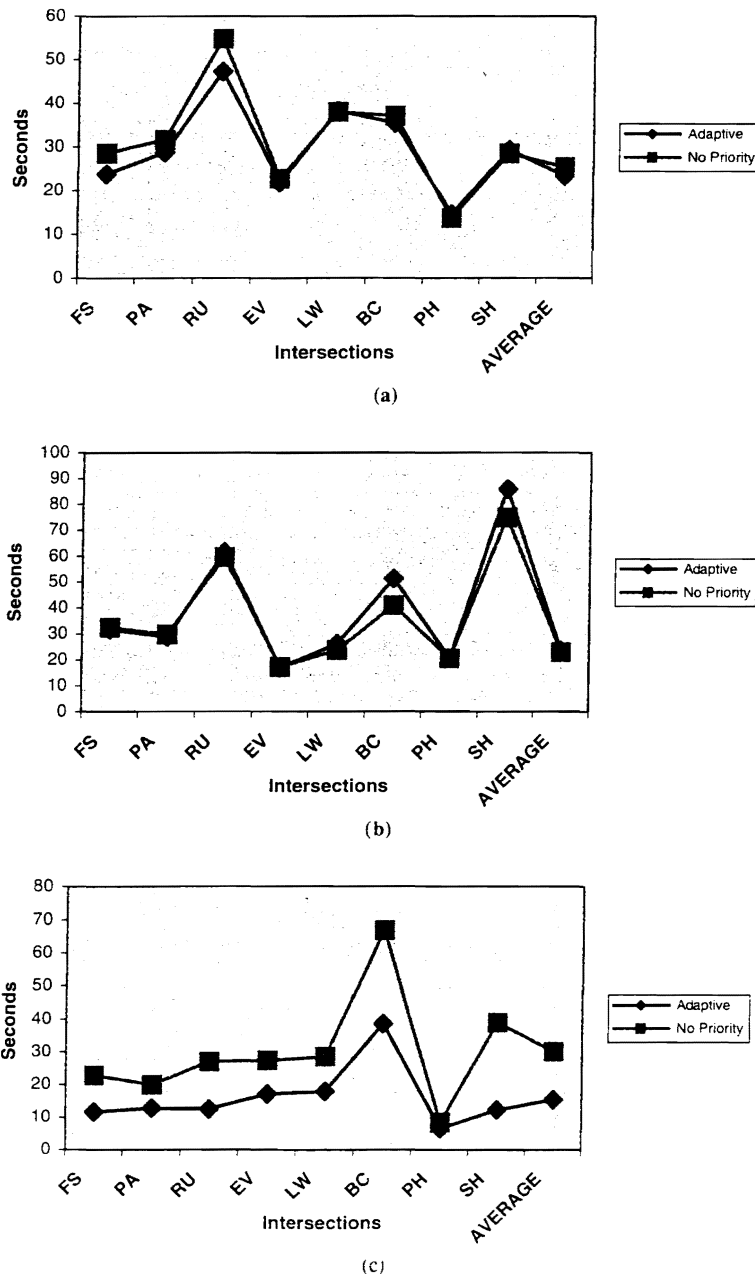 60
50
40
30
20
10
0
Seconds
FS
PA
RU
EV
LW
BC
PH
SH
AVERAGE
Intersections
Adaptive
No Priority
(a)
100
90
80
70
60
50
40
30
20
10
0
Seconds
FS
PA
RU
EV
LW
BC
PH
SH
AVERAGE
Intersections
Adaptive
No Priority
(b)
80
70
60
50
40
30
20
10
0
Seconds
FS
PA
RU
EV
LW
BC
PH
SH
AVERAGE
Intersections
Adaptive
No Priority
(c)